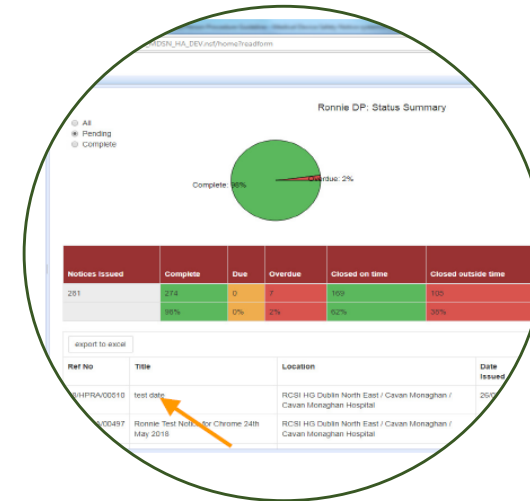 MDSN_HA_DEV.nsf/home?readform
Ronnie DP: Status Summary
All
Pending
Complete
Complete: 98%
Overdue: 2%
Notices Issued Complete Due Overdue Closed on time Closed outside time
281 274 0 7 169 105
98% 0% 2% 62% 38%
export to excel
Ref No Title Location Date Issued
/HPRA/00510 test date RCSI HG Dublin North East / Cavan Monaghan /
Cavan Monaghan Hospital
/00497 Ronnie Test Notice for Chrome 24th RCSI HG Dublin North East / Cavan Monaghan /
May 2018 Cavan Monaghan Hospital